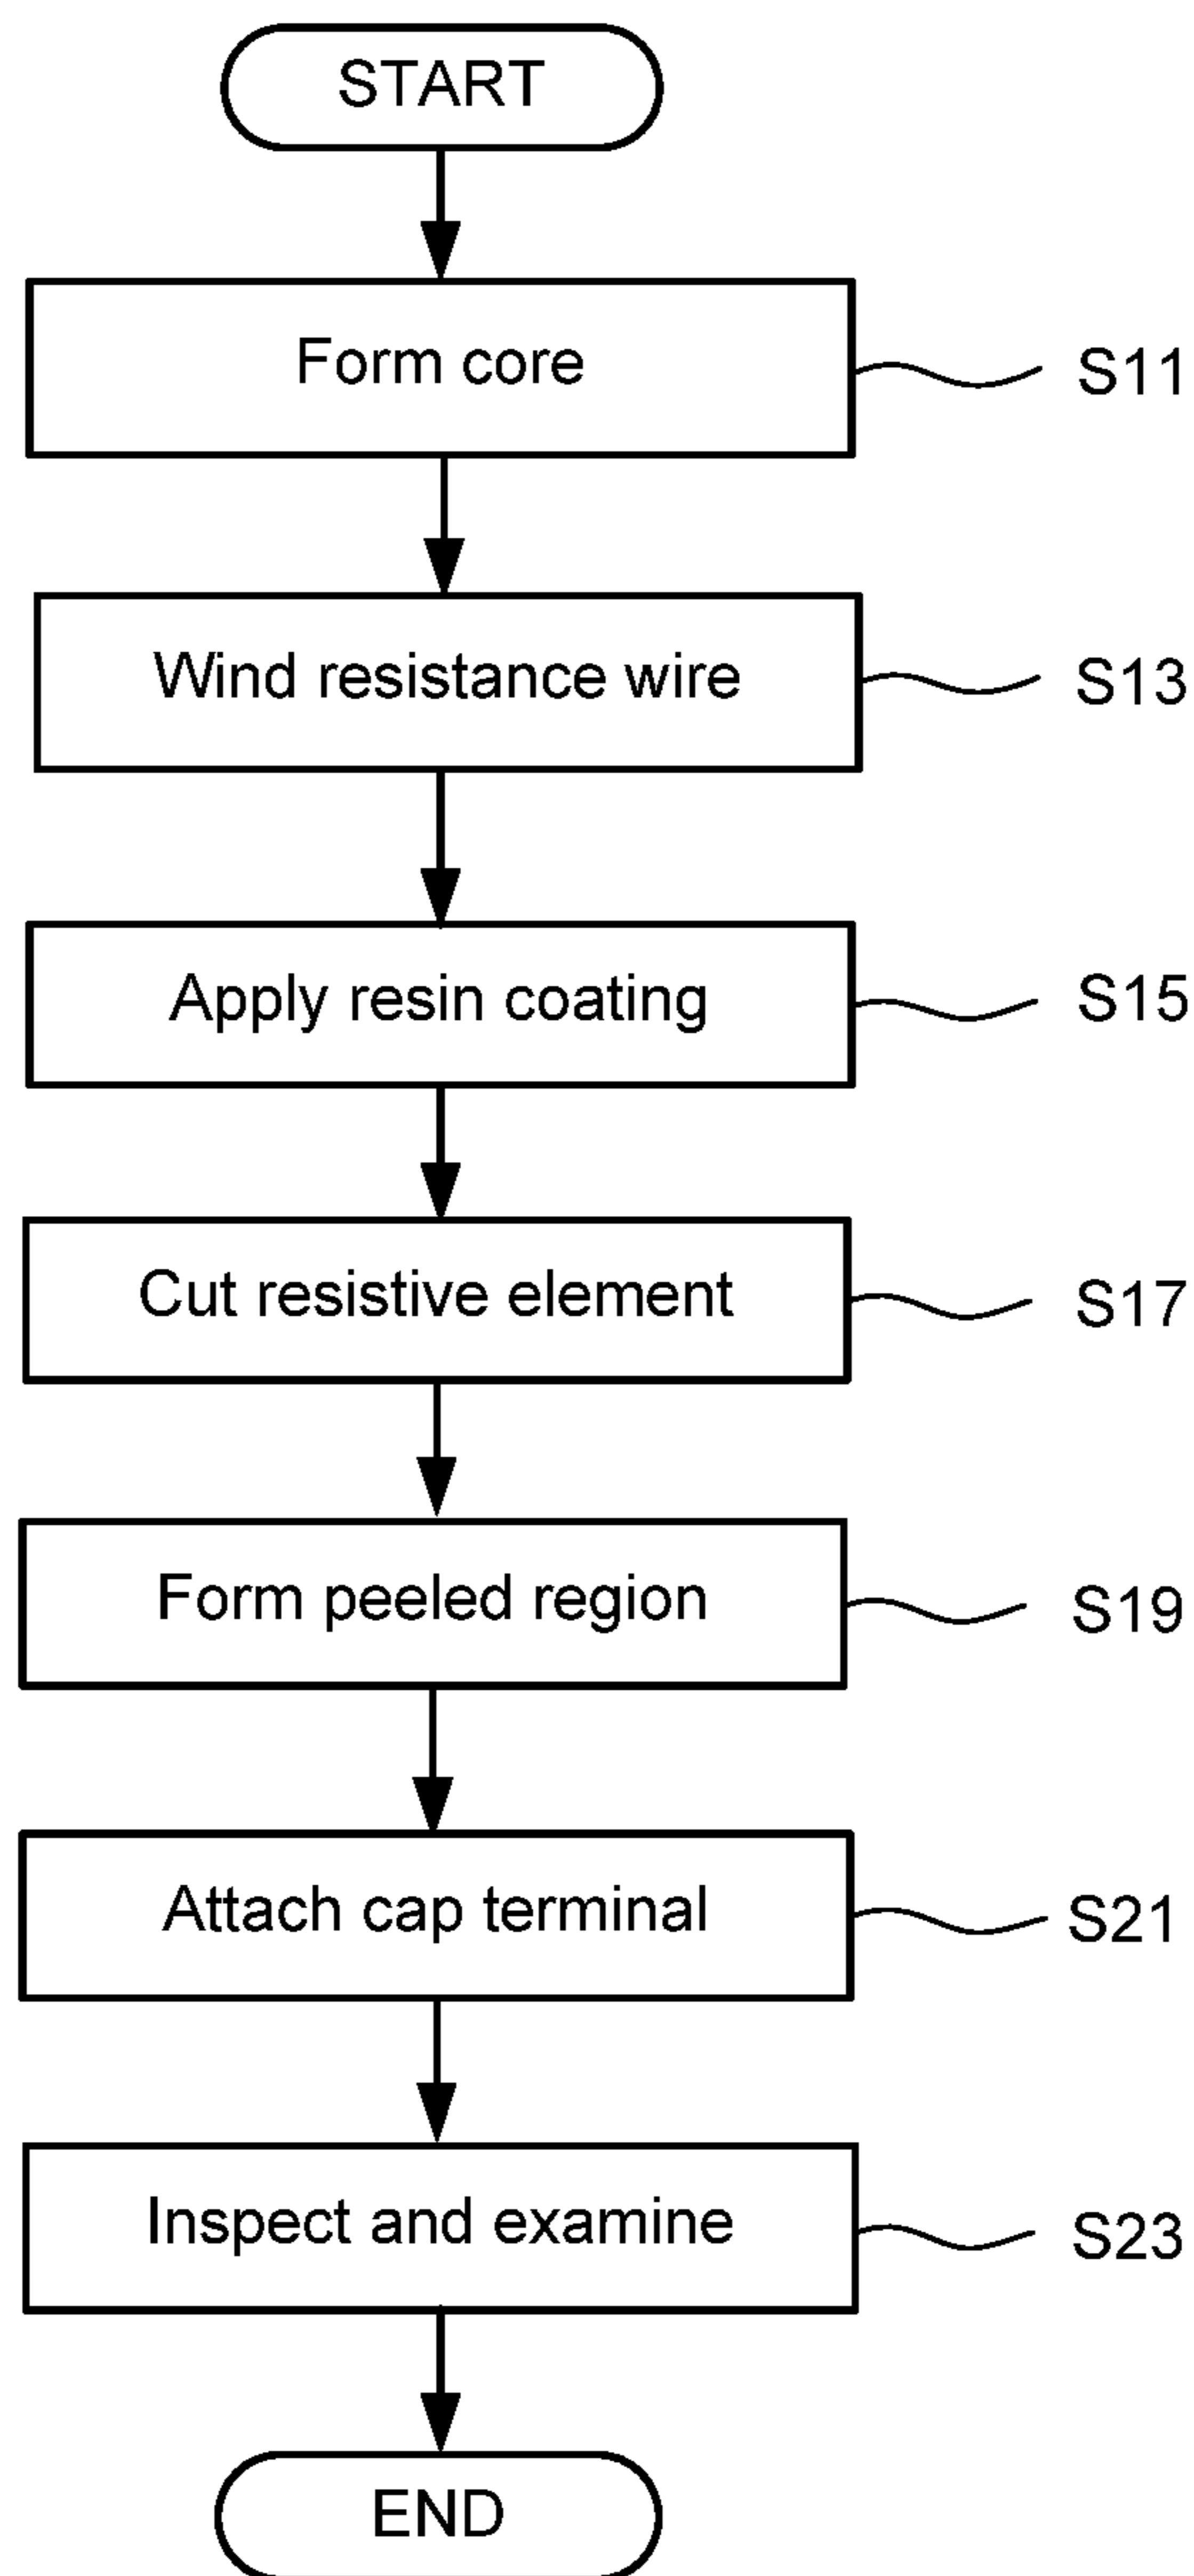 START
Form core
S11
Wind resistance wire
S13
Apply resin coating
S15
Cut resistive element
S17
Form peeled region
S19
Attach cap terminal
S21
Inspect and examine
S23
END